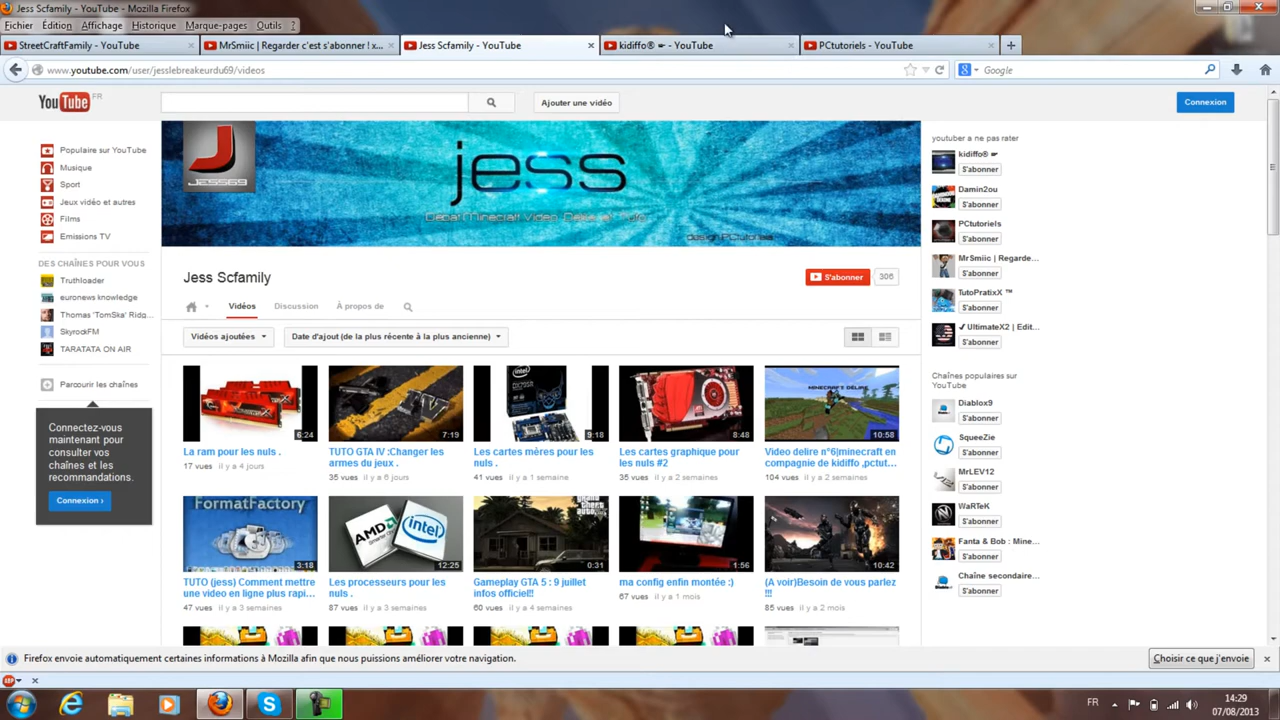 Jess Scfamily - YouTube - Mozilla Firefox
Fichier Édition Affichage Historique Marque-pages Outils ?
StreetCraftFamily - YouTube
MrSmiic | Regarder c'est s'abonner ! x...
Jess Scfamily - YouTube
kidiffo® ☛ - YouTube
PCtutoriels - YouTube
www.youtube.com/user/jesslebreakeurdu69/videos
Google
YouTube FR
Ajouter une vidéo
Connexion
Populaire sur YouTube
Musique
Sport
Jeux vidéo et autres
Films
Emissions TV
DES CHAÎNES POUR VOUS
Truthloader
euronews knowledge
Thomas 'TomSka' Ridg...
SkyrockFM
TARATATA ON AIR
Parcourir les chaînes
Connectez-vous
maintenant pour
consulter vos
chaînes et les
recommandations.
Connexion ›
J
jess
design PCtutoriel
Jess Scfamily
S'abonner 306
Vidéos Discussion À propos de
Vidéos ajoutées
Date d'ajout (de la plus récente à la plus ancienne)
6:24
La ram pour les nuls .
17 vues il y a 4 jours
7:19
TUTO GTA IV :Changer les
armes du jeux .
35 vues il y a 6 jours
9:18
Les cartes mères pour les
nuls .
41 vues il y a 1 semaine
8:48
Les cartes graphique pour
les nuls #2
35 vues il y a 2 semaines
MINECRAFT DELIRE
10:58
Video delire n°6|minecraft en
compagnie de kidiffo ,pctut...
104 vues il y a 2 semaines
FormatFactory
3:18
TUTO (jess) Comment mettre
une video en ligne plus rapi...
47 vues il y a 3 semaines
AMD
intel
12:25
Les processeurs pour les
nuls .
87 vues il y a 3 semaines
0:31
Gameplay GTA 5 : 9 juillet
infos officiel!!
60 vues il y a 4 semaines
1:56
ma config enfin montée :)
67 vues il y a 1 mois
10:42
(A voir)Besoin de vous parlez
!!!
85 vues il y a 2 mois
youtuber a ne pas rater
kidiffo® ☛
S'abonner
Damin2ou
S'abonner
PCtutoriels
S'abonner
MrSmiic | Regarde...
S'abonner
TutoPratixX ™
S'abonner
✓ UltimateX2 | Edit...
S'abonner
Chaînes populaires sur
YouTube
Diablox9
S'abonner
SqueeZie
S'abonner
MrLEV12
S'abonner
WaRTeK
S'abonner
Fanta & Bob : Mine...
S'abonner
Chaîne secondaire...
S'abonner
Firefox envoie automatiquement certaines informations à Mozilla afin que nous puissions améliorer votre navigation.
Choisir ce que j'envoie
ABP
FR
14:29
07/08/2013